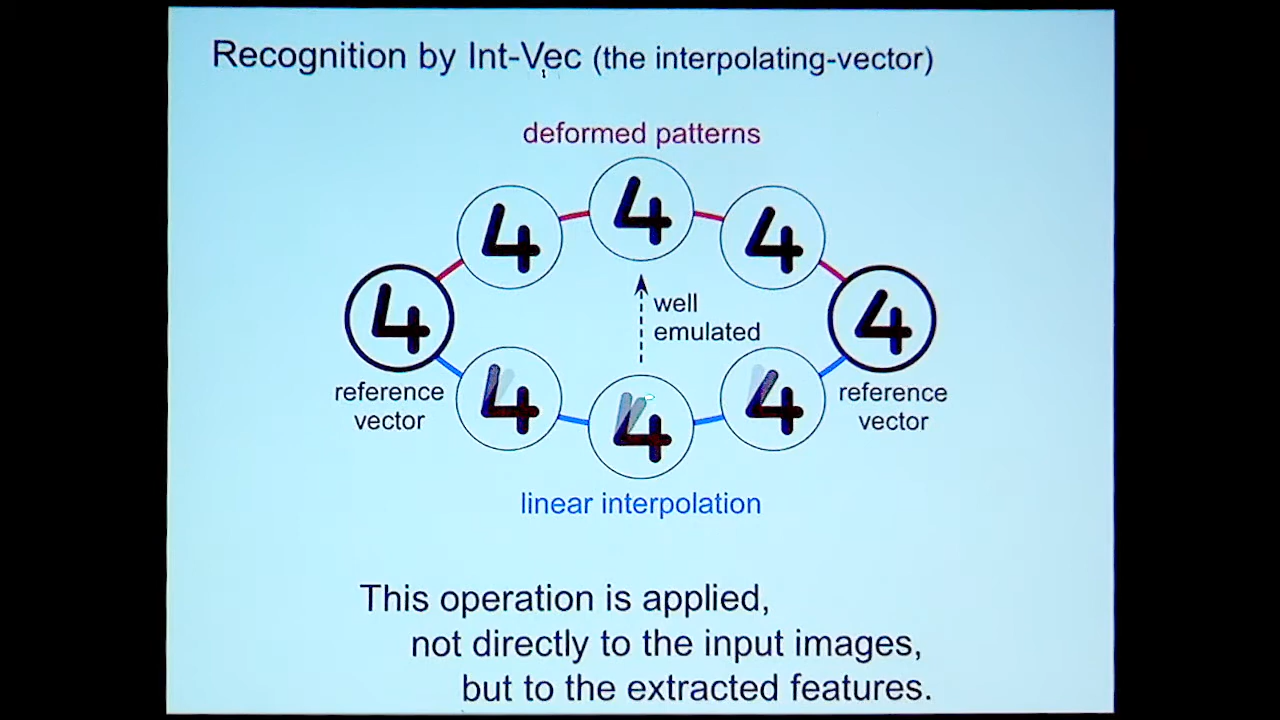 Recognition by Int-Vec (the interpolating-vector)
deformed patterns
4
4
4
4
4
well
emulated
4
4
4
reference
vector
reference
vector
linear interpolation
This operation is applied,
not directly to the input images,
but to the extracted features.